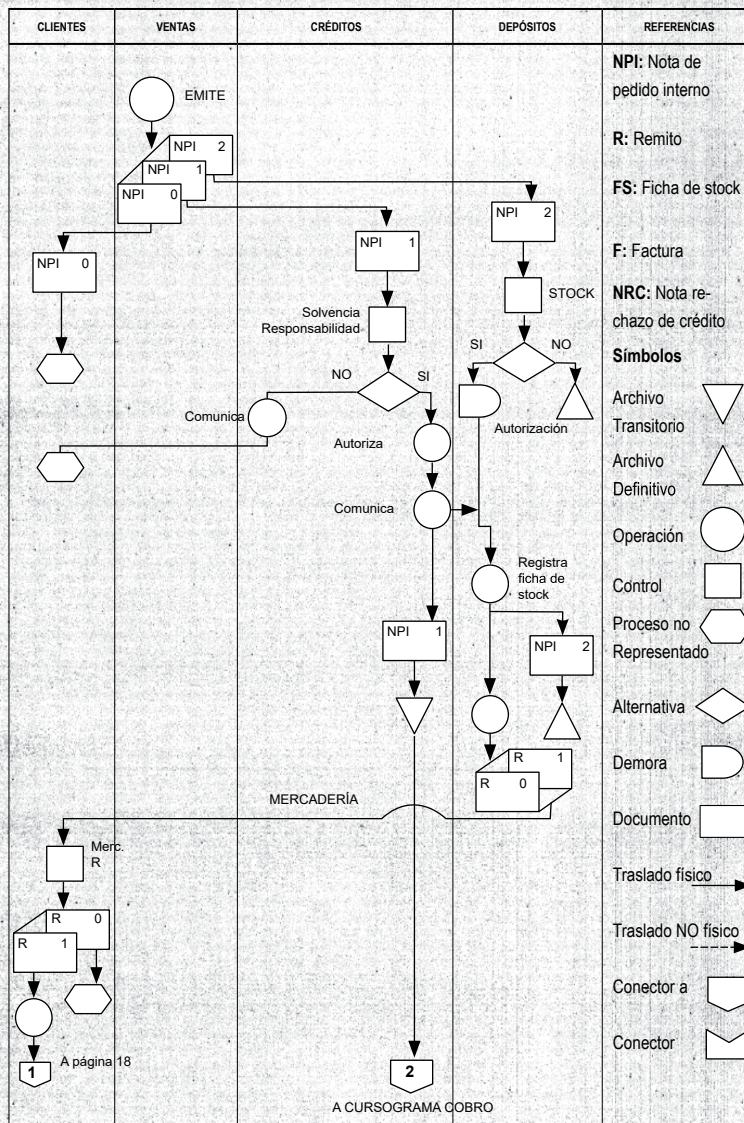 CLIENTES
VENTAS
CRÉDITOS
DEPÓSITOS
REFERENCIAS
EMITE
NPI 2
NPI 1
NPI 0
NPI 0
NPI 1
Solvencia
Responsabilidad
NO
SI
Comunica
Autoriza
Comunica
NPI 1
NPI 2
STOCK
SI
NO
Autorización
Registra
ficha de
stock
NPI 2
R 1
R 0
MERCADERÍA
Merc.
R
R 0
R 1
1
A página 18
2
A CURSOGRAMA COBRO
NPI: Nota de
pedido interno
R: Remito
FS: Ficha de stock
F: Factura
NRC: Nota re-
chazo de crédito
Símbolos
Archivo
Transitorio
Archivo
Definitivo
Operación
Control
Proceso no
Representado
Alternativa
Demora
Documento
Traslado físico
Traslado NO físico
Conector a
Conector